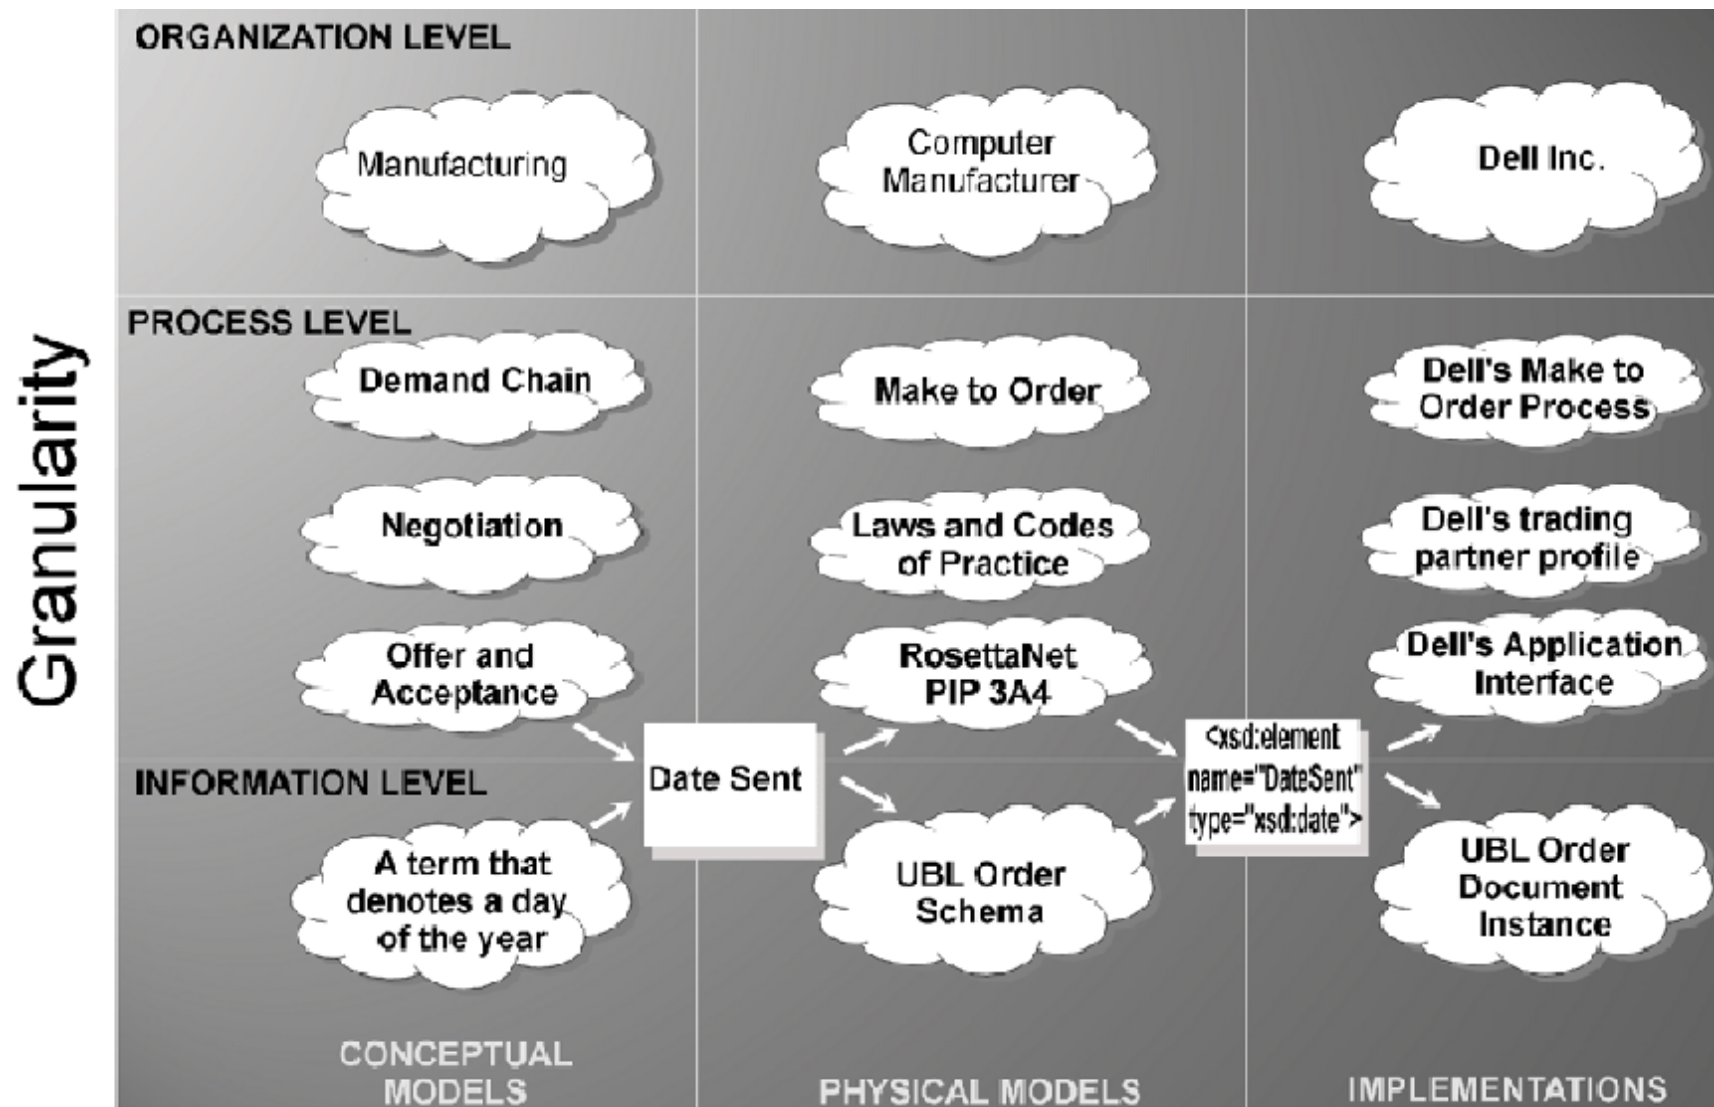 Granularity
ORGANIZATION LEVEL
Manufacturing
Computer
Manufacturer
Dell Inc.
PROCESS LEVEL
Demand Chain
Make to Order
Dell's Make to
Order Process
Negotiation
Laws and Codes
of Practice
Dell's trading
partner profile
Offer and
Acceptance
RosettaNet
PIP 3A4
Dell's Application
Interface
INFORMATION LEVEL
Date Sent
<xsd:element
name="DateSent"
type="xsd:date">
A term that
denotes a day
of the year
UBL Order
Schema
UBL Order
Document
Instance
CONCEPTUAL
MODELS
PHYSICAL MODELS
IMPLEMENTATIONS